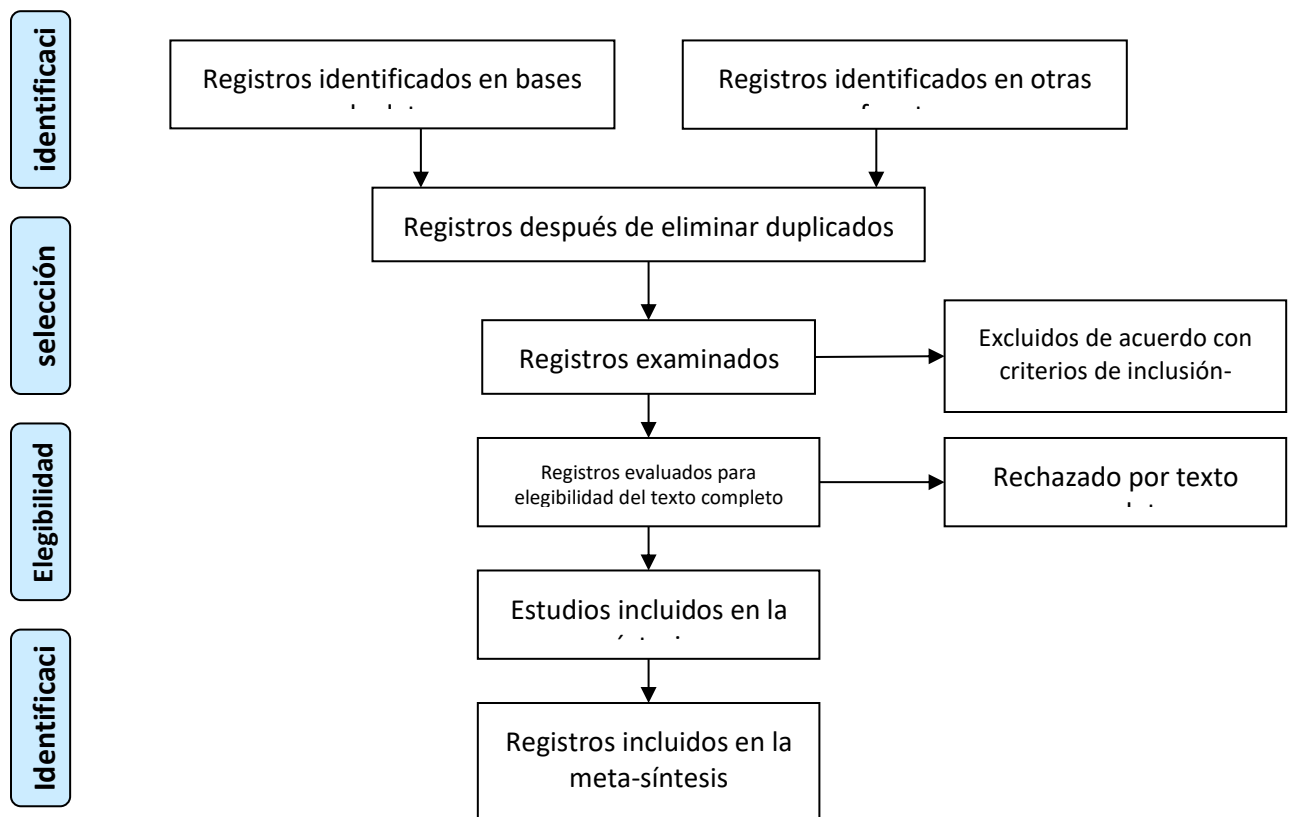 identificaci
Registros identificados en bases
Registros identificados en otras
Registros después de eliminar duplicados
selección
Registros examinados
Excluidos de acuerdo con
criterios de inclusión-
Elegibilidad
Registros evaluados para
elegibilidad del texto completo
Rechazado por texto
Estudios incluidos en la
Identificaci
Registros incluidos en la
meta-síntesis